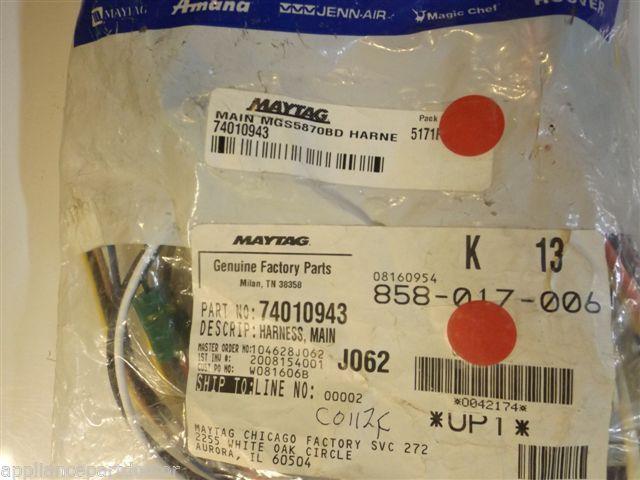 MAYTAG Amana JENN-AIR Magic Chef HOOVER
MAYTAG
MAIN MGS5870BD HARNE
74010943
Pack
MAYTAG
Genuine Factory Parts
Milan, TN 38358
K 13
08160954
858-017-006
PART NO: 74010943
DESCRIP: HARNESS, MAIN
MASTER ORDER NO: 104628J062
1ST INV #: 2008154001
CUST PO NO: W081606B
J062
SHIP TO: LINE NO: 00002
*0042174*
*UP1*
MAYTAG CHICAGO FACTORY SVC 272
2255 WHITE OAK CIRCLE
AURORA, IL 60504